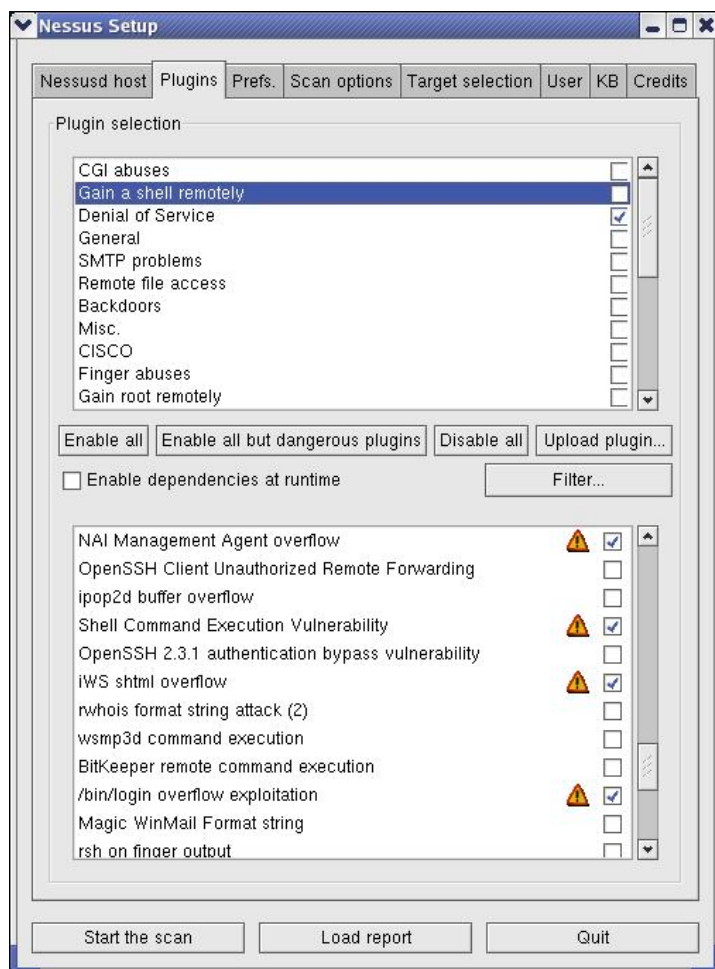 Nessus Setup
Nessusd host Plugins Prefs. Scan options Target selection User KB Credits
Plugin selection
CGI abuses
Gain a shell remotely
Denial of Service
General
SMTP problems
Remote file access
Backdoors
Misc.
CISCO
Finger abuses
Gain root remotely
Enable all Enable all but dangerous plugins Disable all Upload plugin...
Enable dependencies at runtime Filter...
NAI Management Agent overflow
OpenSSH Client Unauthorized Remote Forwarding
ipop2d buffer overflow
Shell Command Execution Vulnerability
OpenSSH 2.3.1 authentication bypass vulnerability
iWS shtml overflow
rwhois format string attack (2)
wsmp3d command execution
BitKeeper remote command execution
/bin/login overflow exploitation
Magic WinMail Format string
rsh on finger output
Start the scan Load report Quit